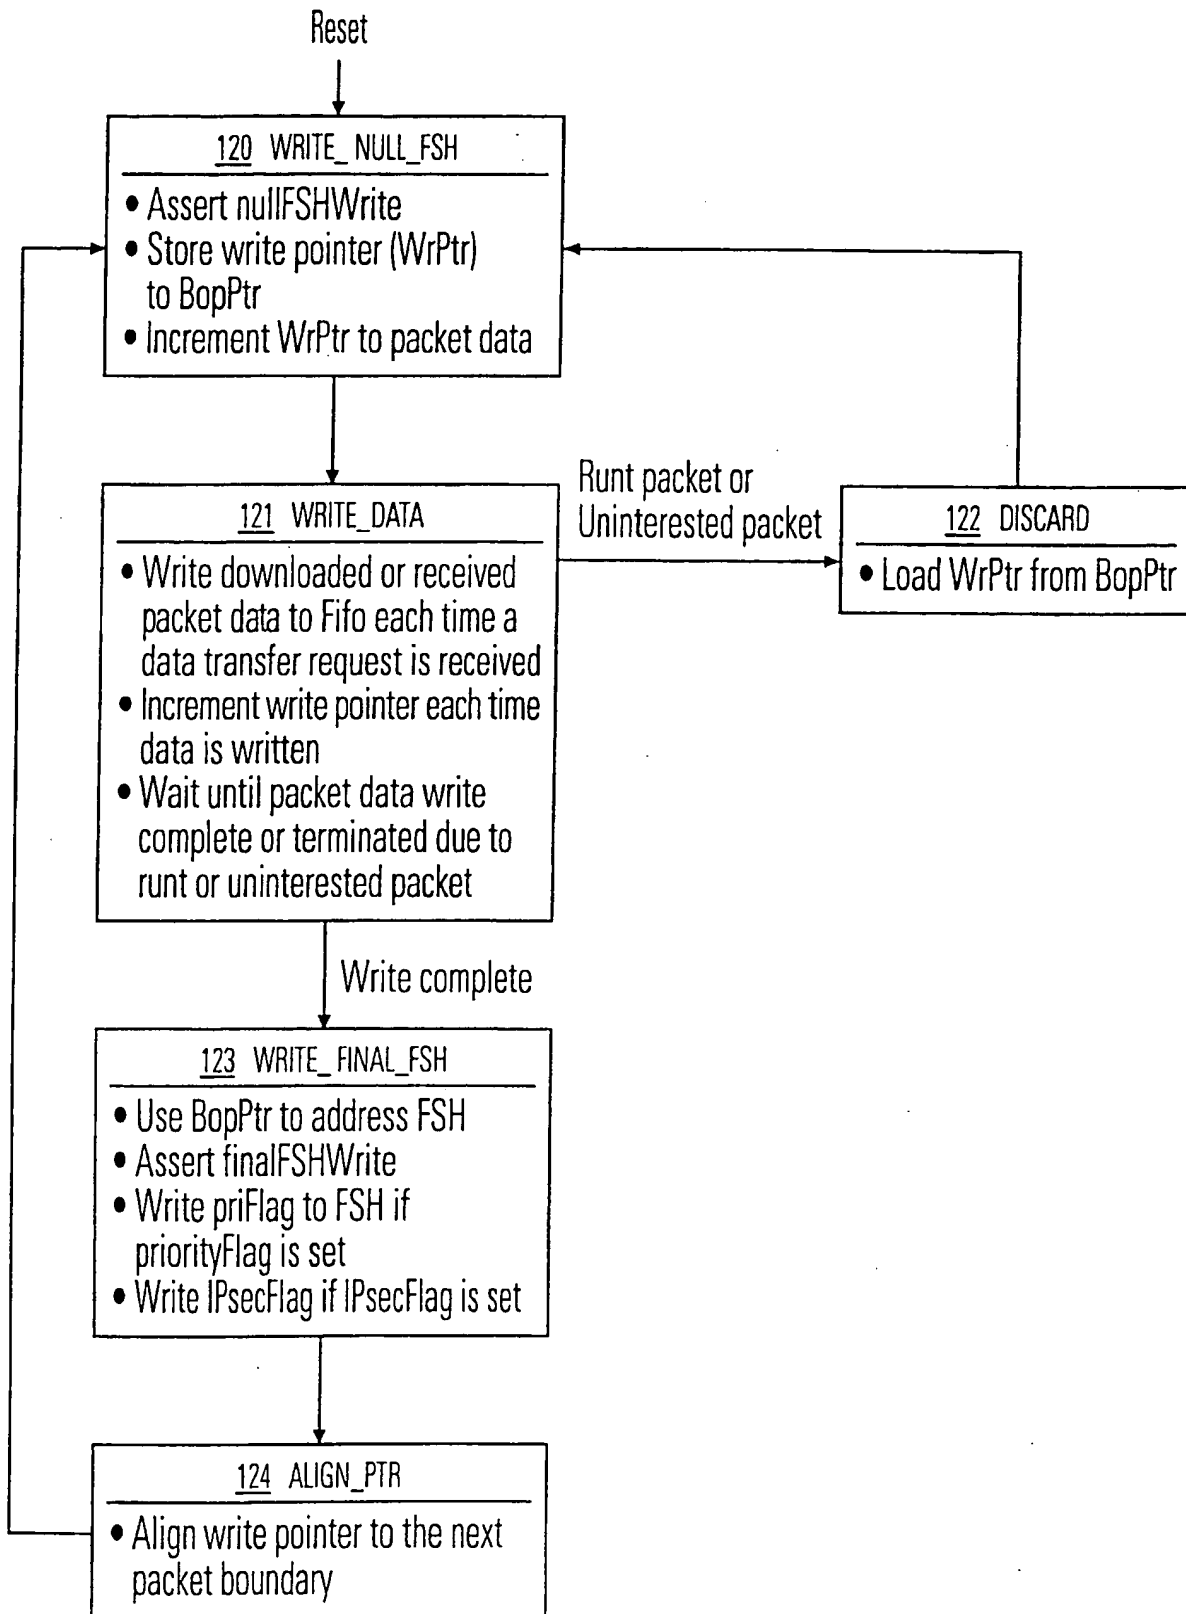 Reset
120 WRITE_ NULL_FSH
• Assert nullFSHWrite
• Store write pointer (WrPtr)
to BopPtr
• Increment WrPtr to packet data
121 WRITE_DATA
• Write downloaded or received
packet data to Fifo each time a
data transfer request is received
• Increment write pointer each time
data is written
• Wait until packet data write
complete or terminated due to
runt or uninterested packet
Runt packet or
Uninterested packet
122 DISCARD
• Load WrPtr from BopPtr
Write complete
123 WRITE_ FINAL_FSH
• Use BopPtr to address FSH
• Assert finalFSHWrite
• Write priFlag to FSH if
priorityFlag is set
• Write IPsecFlag if IPsecFlag is set
124 ALIGN_PTR
• Align write pointer to the next
packet boundary